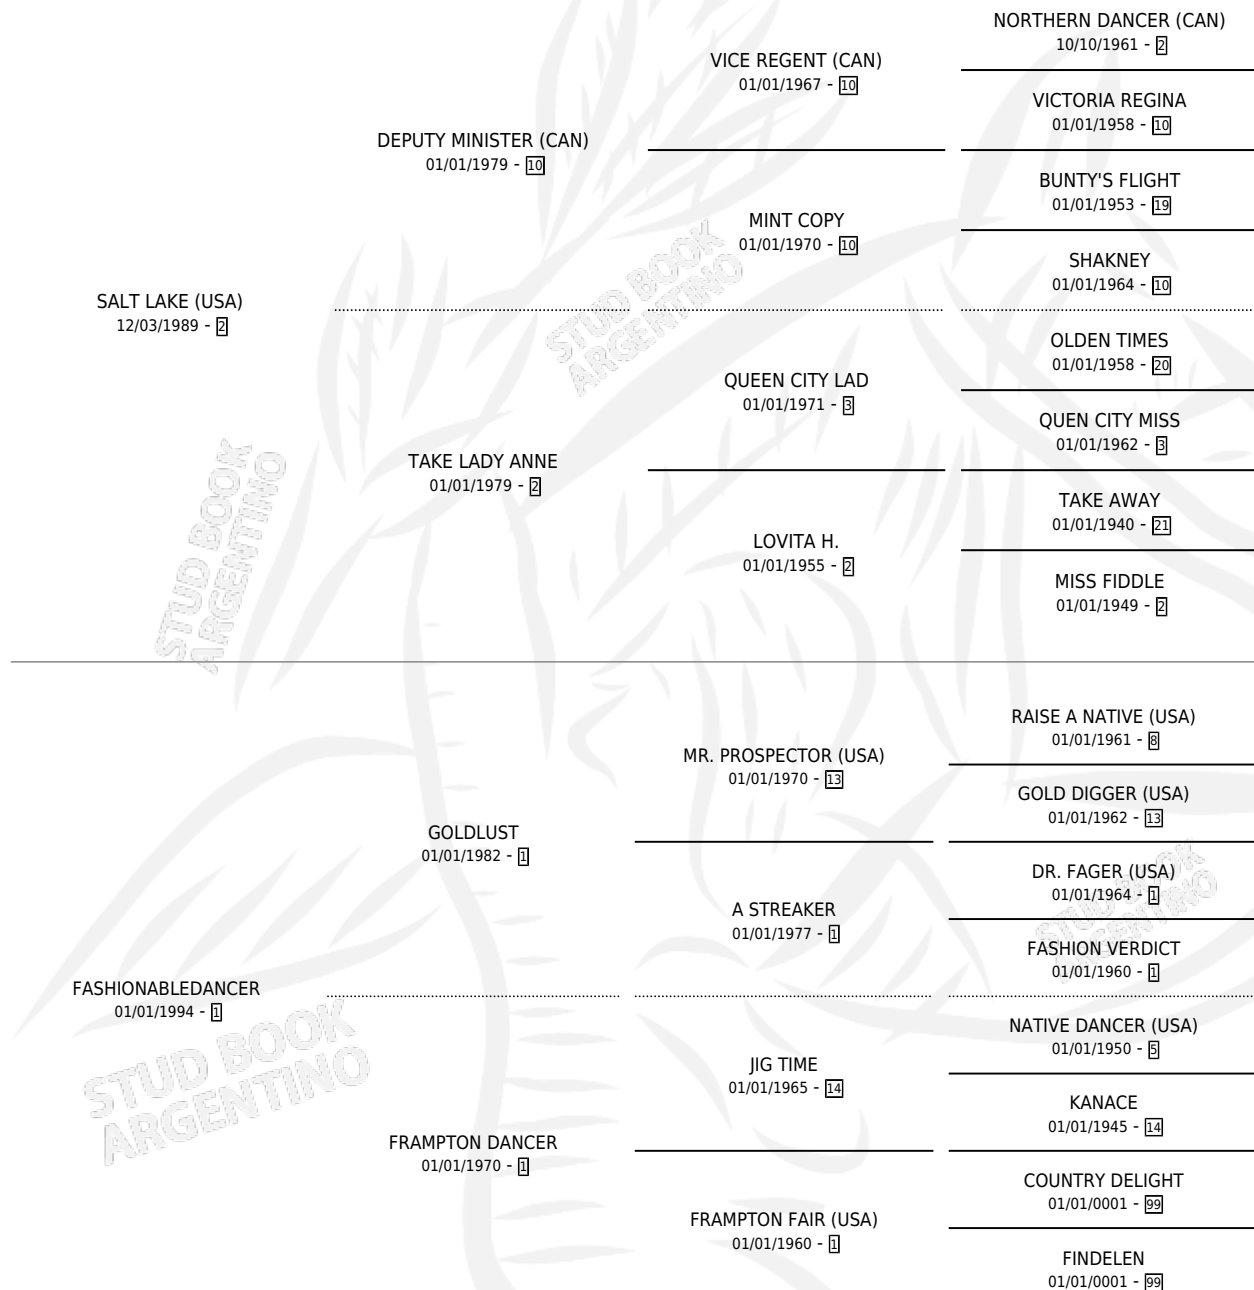 NORTHERN DANCER (CAN)
10/10/1961 - 2
VICE REGENT (CAN)
01/01/1967 - 10
VICTORIA REGINA
01/01/1958 - 10
DEPUTY MINISTER (CAN)
01/01/1979 - 10
BUNTY'S FLIGHT
01/01/1953 - 19
MINT COPY
01/01/1970 - 10
SHAKNEY
01/01/1964 - 10
SALT LAKE (USA)
12/03/1989 - 2
OLDEN TIMES
01/01/1958 - 20
QUEEN CITY LAD
01/01/1971 - 3
QUEN CITY MISS
01/01/1962 - 3
TAKE LADY ANNE
01/01/1979 - 2
TAKE AWAY
01/01/1940 - 21
LOVITA H.
01/01/1955 - 2
MISS FIDDLE
01/01/1949 - 2
RAISE A NATIVE (USA)
01/01/1961 - 8
MR. PROSPECTOR (USA)
01/01/1970 - 13
GOLD DIGGER (USA)
01/01/1962 - 13
GOLDLUST
01/01/1982 - 1
DR. FAGER (USA)
01/01/1964 - 1
A STREAKER
01/01/1977 - 1
FASHION VERDICT
01/01/1960 - 1
FASHIONABLEDANCER
01/01/1994 - 1
NATIVE DANCER (USA)
01/01/1950 - 5
JIG TIME
01/01/1965 - 14
KANACE
01/01/1945 - 14
FRAMPTON DANCER
01/01/1970 - 1
COUNTRY DELIGHT
01/01/0001 - 99
FRAMPTON FAIR (USA)
01/01/1960 - 1
FINDELEN
01/01/0001 - 99
STUD BOOK
ARGENTINO
STUD BOOK
ARGENTINO
STUD BOOK
ARGENTINO
STUD BOOK
ARGENTINO